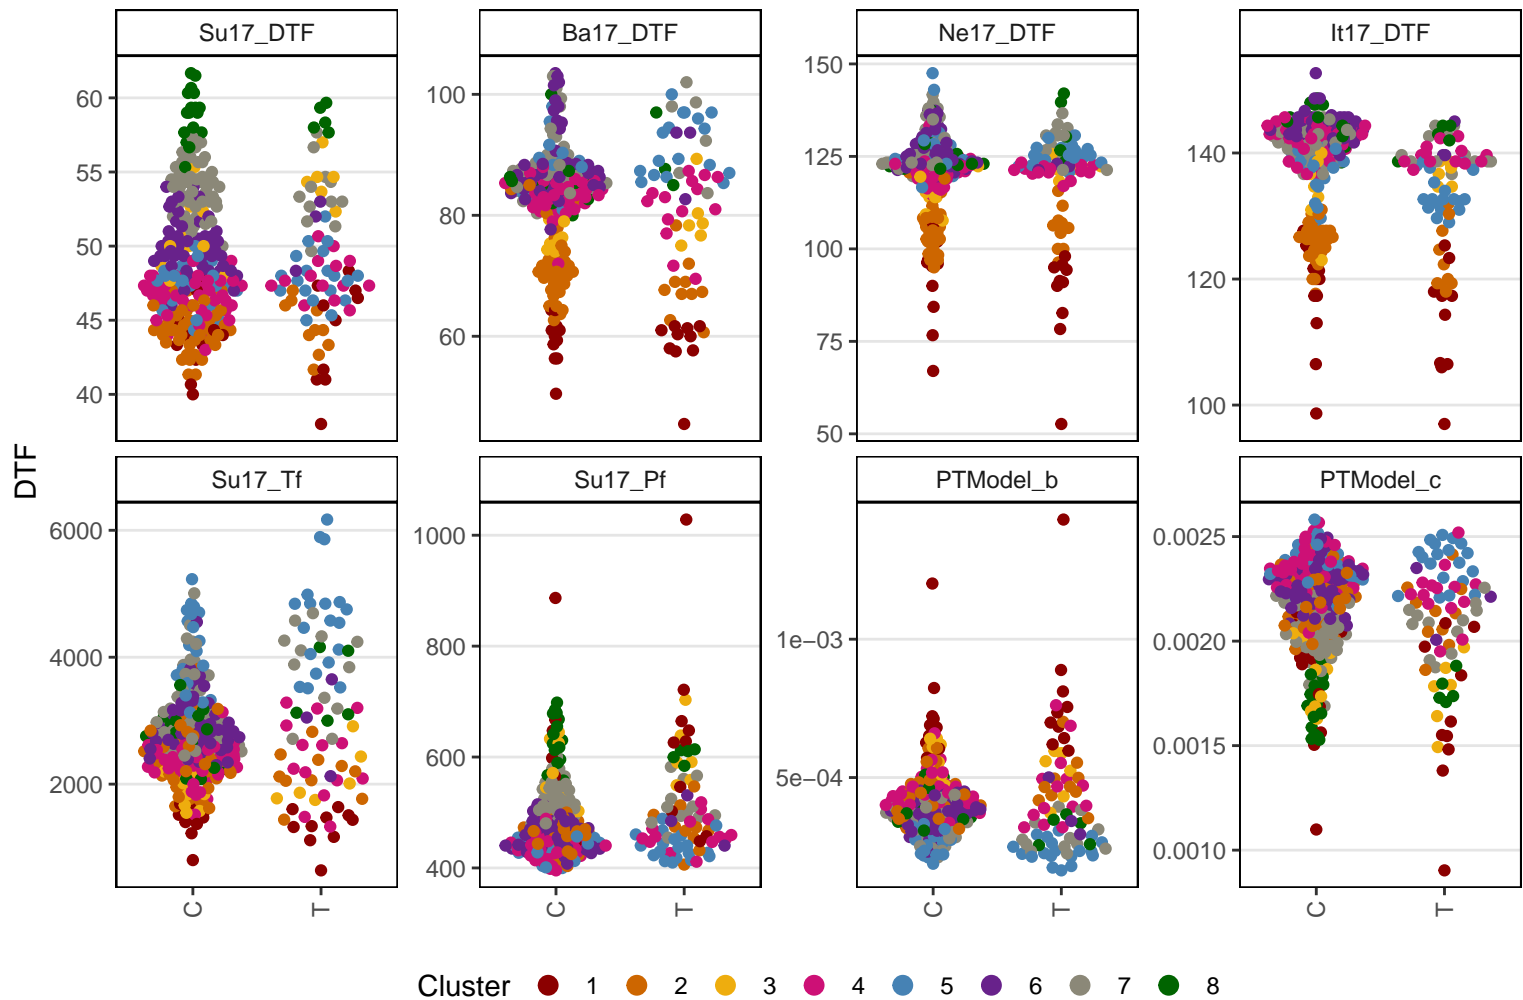 Su17_DTF
Ba17_DTF
Ne17_DTF
It17_DTF
60
55
50
45
40
100
80
60
150
125
100
75
50
140
120
100
DTF
Su17_Tf
Su17_Pf
PTModel_b
PTModel_c
6000
4000
2000
1000
800
600
400
1e−03
5e−04
0.0025
0.0020
0.0015
0.0010
C
T
C
T
C
T
C
T
Cluster 1 2 3 4 5 6 7 8